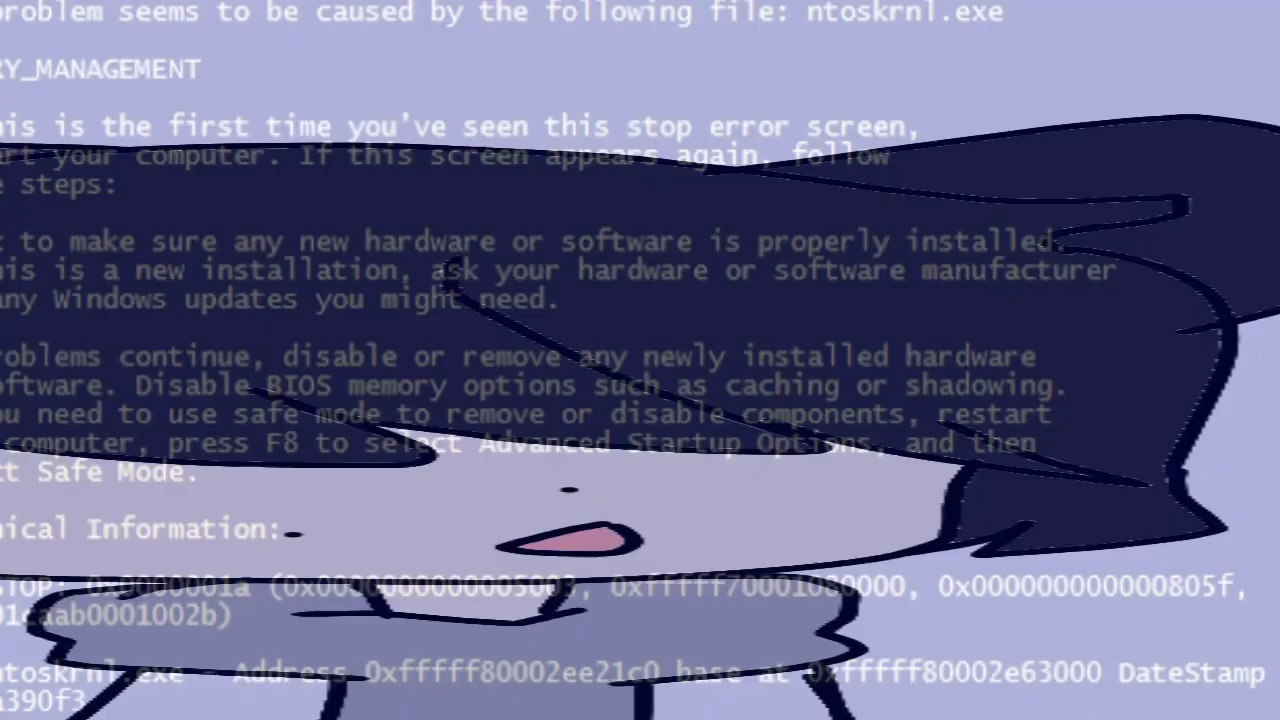 problem seems to be caused by the following file: ntoskrnl.exe
RY_MANAGEMENT
his is the first time you've seen this stop error screen,
art your computer. If this screen appears again, follow
e steps:
k to make sure any new hardware or software is properly installed.
his is a new installation, ask your hardware or software manufacturer
any Windows updates you might need.
roblems continue, disable or remove any newly installed hardware
oftware. Disable BIOS memory options such as caching or shadowing.
ou need to use safe mode to remove or disable components, restart
computer, press F8 to select Advanced Startup Options, and then
ct Safe Mode.
nical Information:
STOP: 0x0000001a 0xfffff70001080000, 0x000000000000805f,
ntoskrnl.exe - Address 0xfffff80002ee21c0 base at 0xfffff80002e63000 DateStamp
a390f3